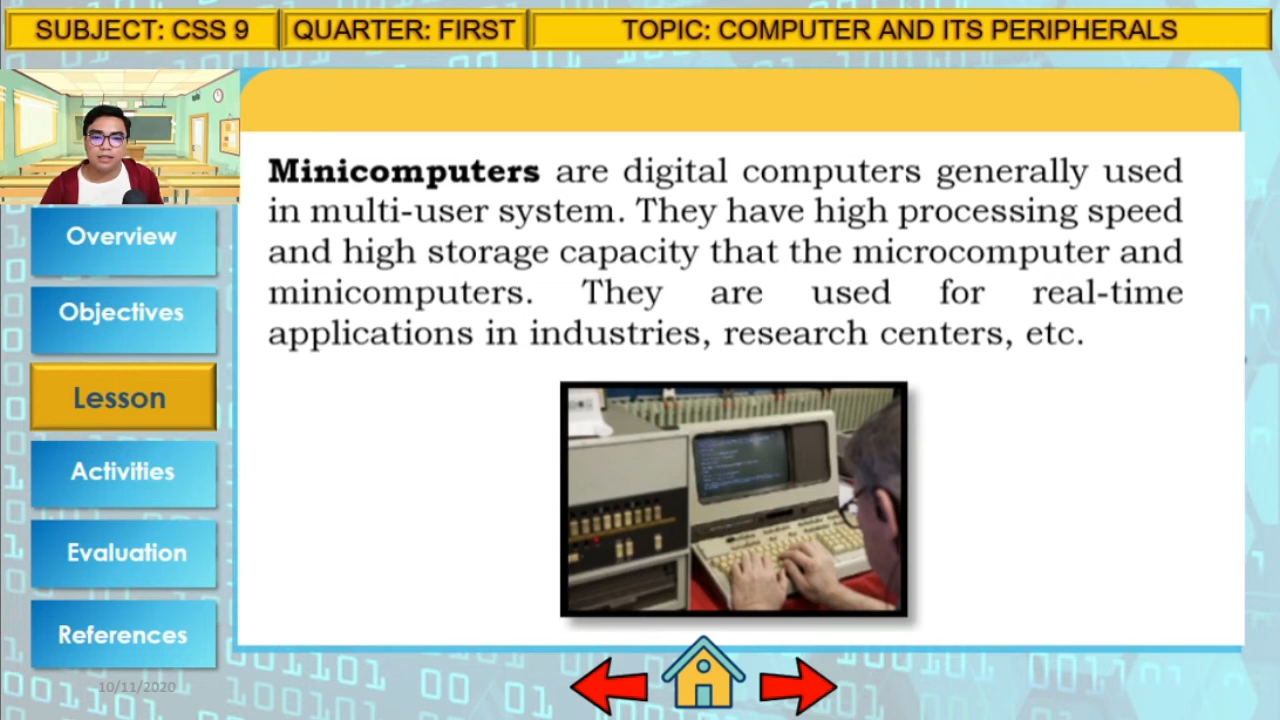 SUBJECT: CSS 9
QUARTER: FIRST
TOPIC: COMPUTER AND ITS PERIPHERALS
Overview
Objectives
Lesson
Activities
Evaluation
References
10/11/2020
Minicomputers are digital computers generally used
in multi-user system. They have high processing speed
and high storage capacity that the microcomputer and
minicomputers. They are used for real-time
applications in industries, research centers, etc.